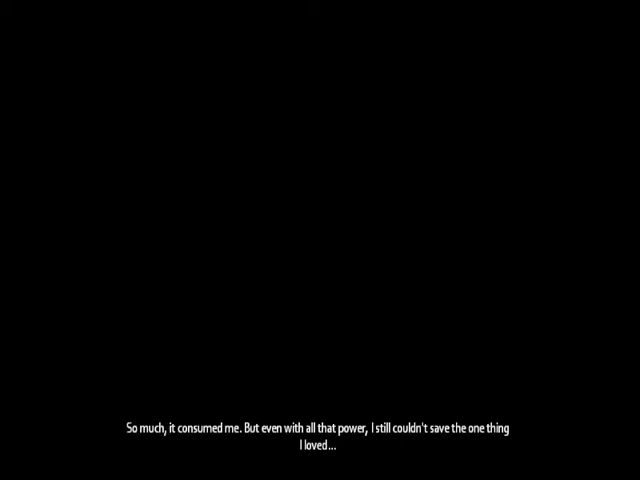 So much, it consumed me. But even with all that power, I still couldn't save the one thing
I loved...